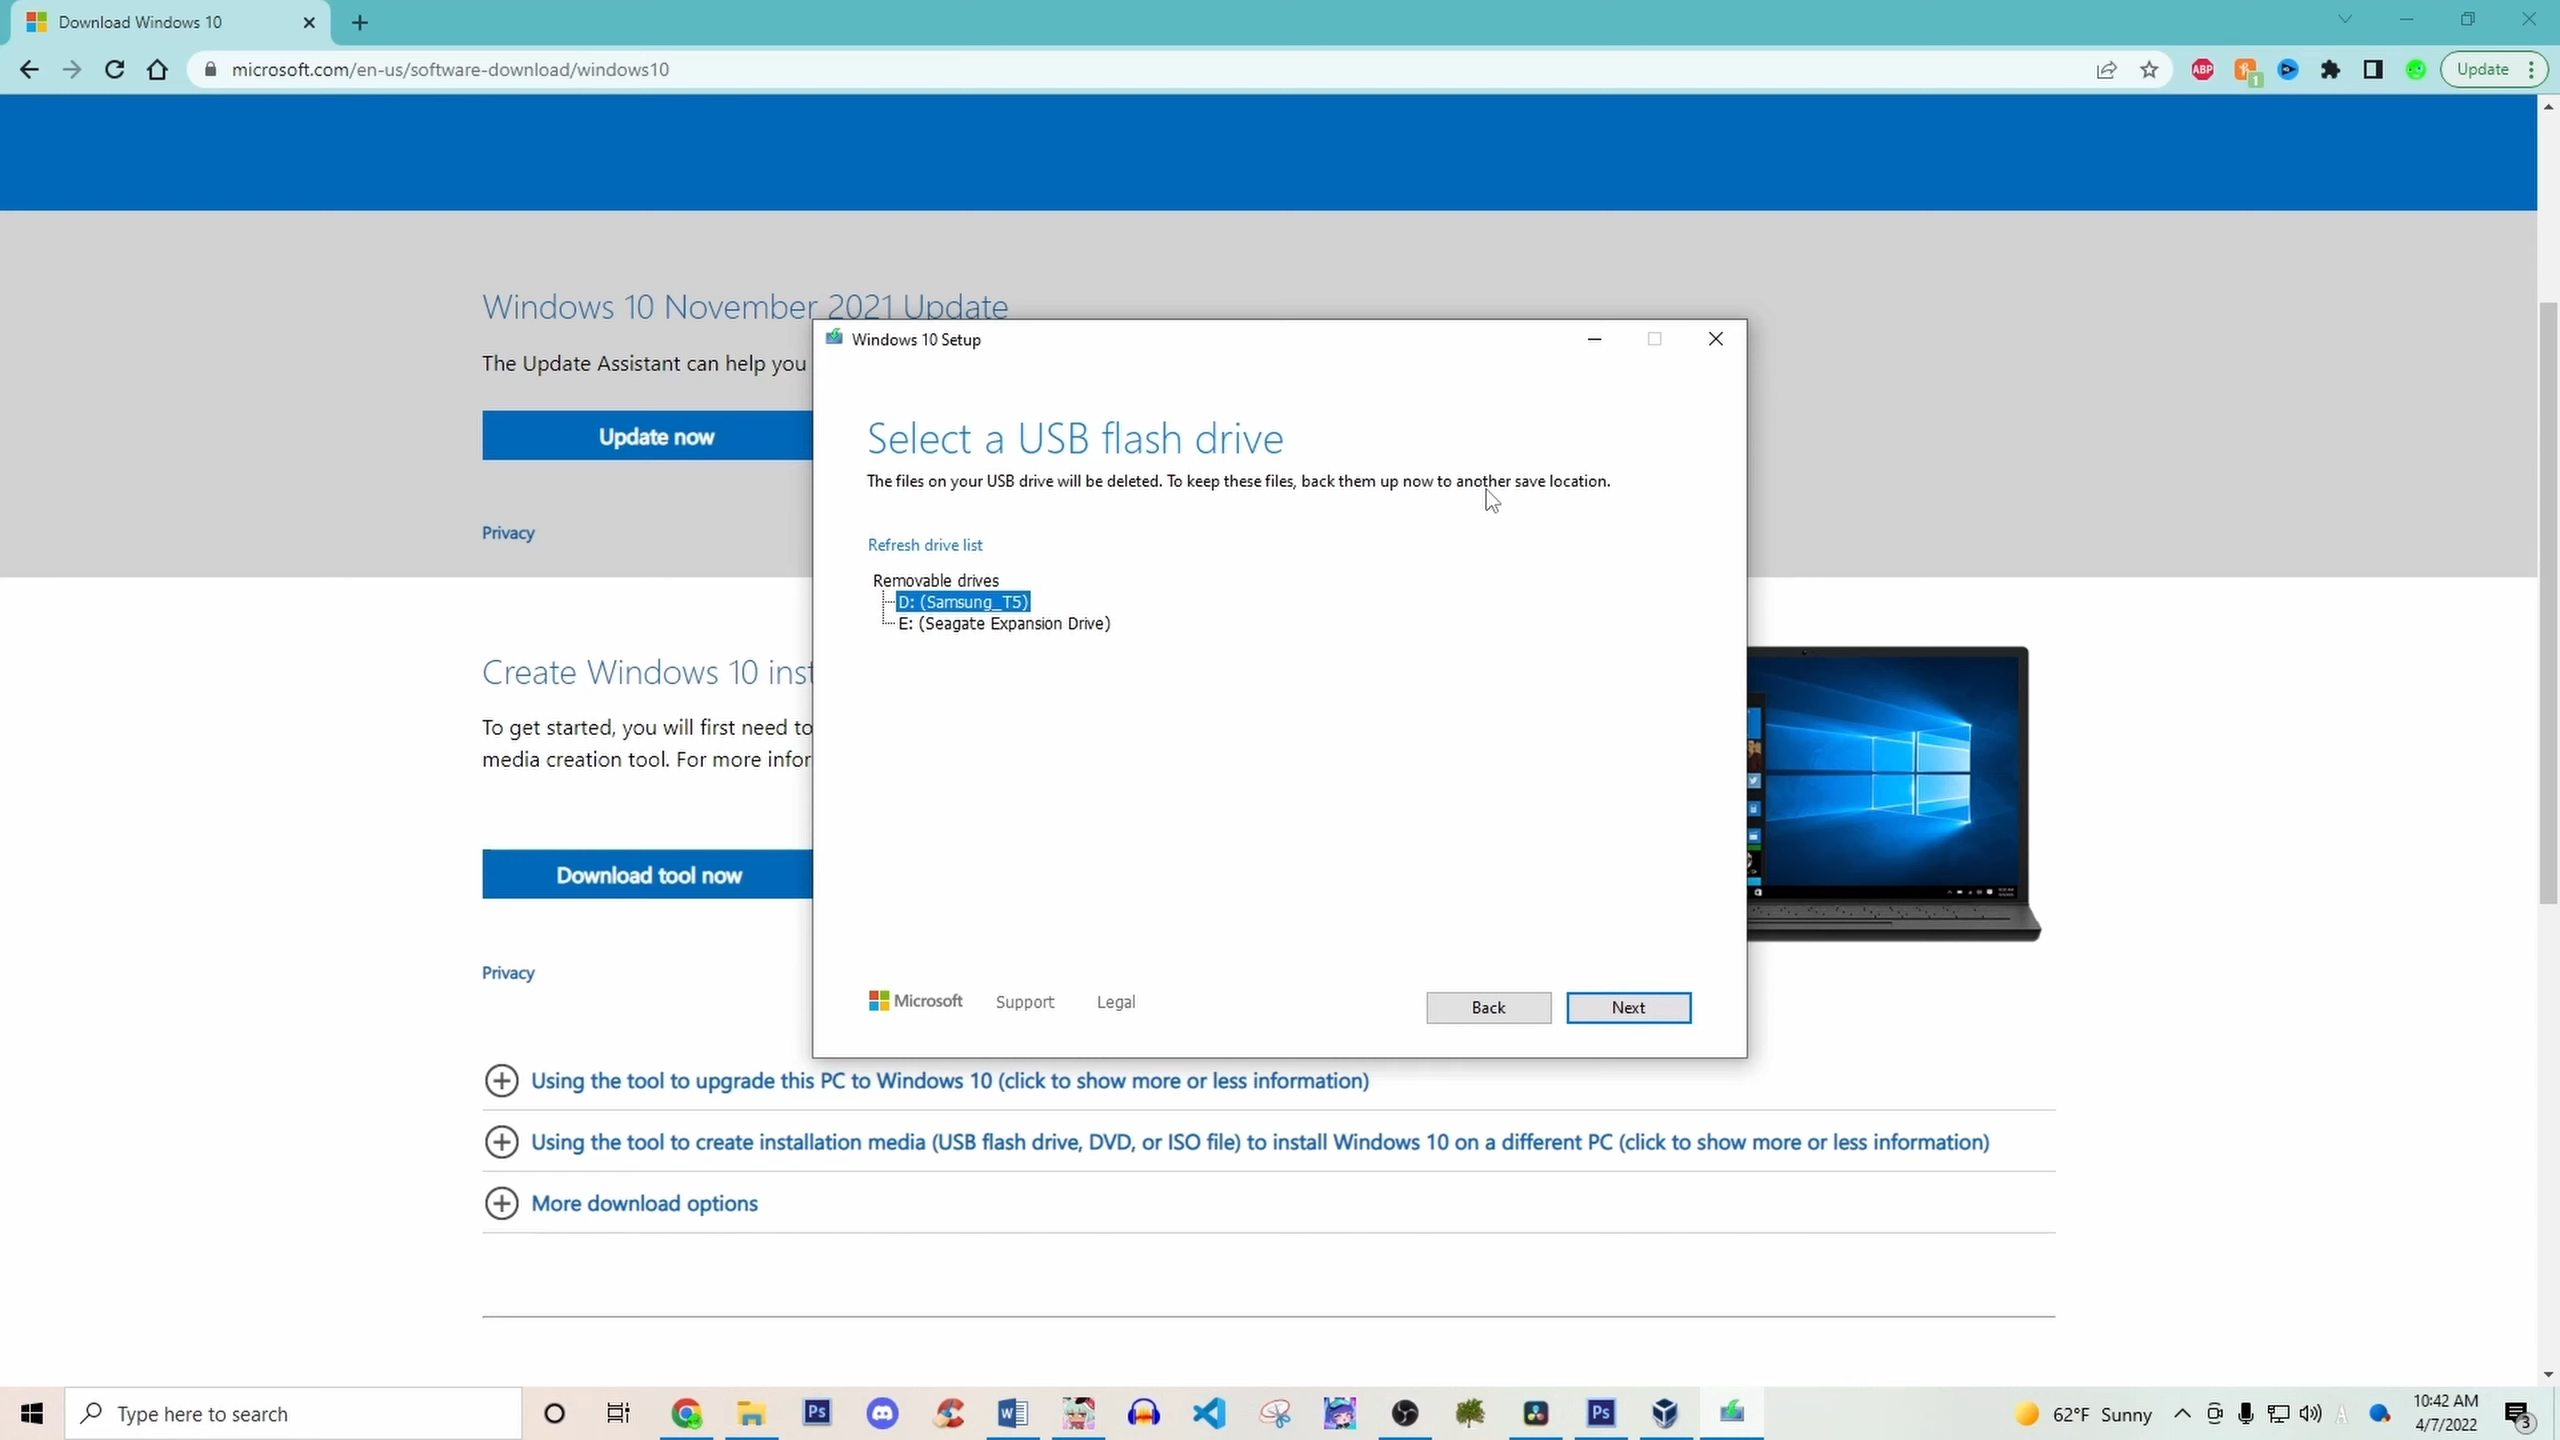 Download Windows 10
microsoft.com/en-us/software-download/windows10
ABP
1
Update
Windows 10 November 2021 Update
The Update Assistant can help you
Update now
Privacy
Windows 10 Setup
Select a USB flash drive
The files on your USB drive will be deleted. To keep these files, back them up now to another save location.
Refresh drive list
Removable drives
D: (Samsung_T5)
E: (Seagate Expansion Drive)
Microsoft
Support
Legal
Back
Next
Create Windows 10 inst
To get started, you will first need to
media creation tool. For more infor
Download tool now
Privacy
Using the tool to upgrade this PC to Windows 10 (click to show more or less information)
Using the tool to create installation media (USB flash drive, DVD, or ISO file) to install Windows 10 on a different PC (click to show more or less information)
More download options
Type here to search
Ps
Ps
62°F Sunny
A
10:42 AM
4/7/2022
3